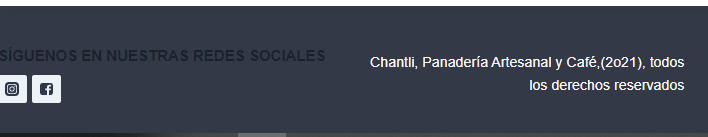 SÍGUENOS EN NUESTRAS REDES SOCIALES
Chantli, Panadería Artesanal y Café,(2o21), todos
los derechos reservados